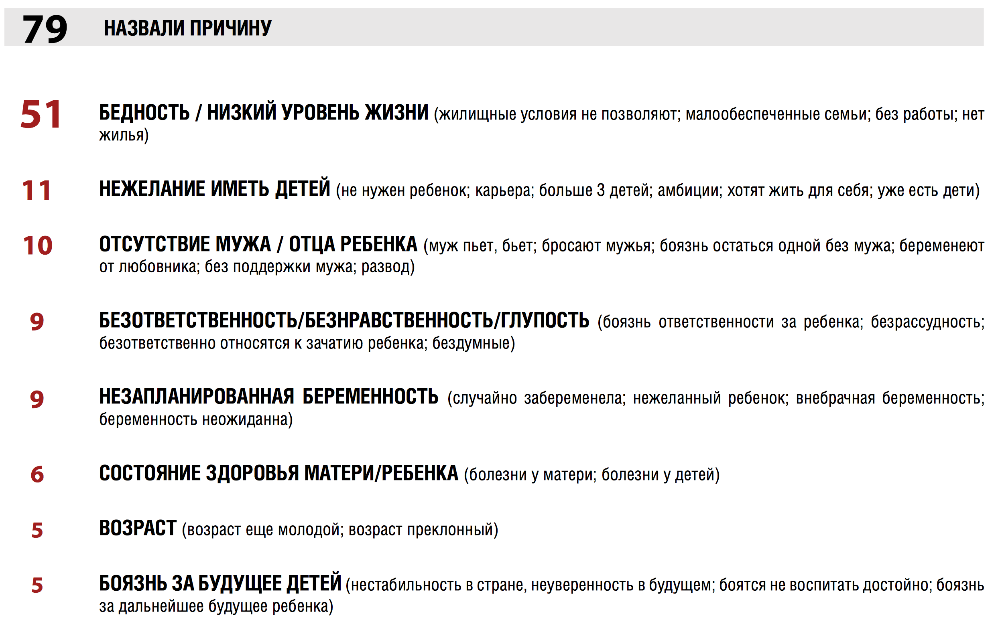 79 НАЗВАЛИ ПРИЧИНУ
51 БЕДНОСТЬ / НИЗКИЙ УРОВЕНЬ ЖИЗНИ (жилищные условия не позволяют; малообеспеченные семьи; без работы; нет
жилья)
11 НЕЖЕЛАНИЕ ИМЕТЬ ДЕТЕЙ (не нужен ребенок; карьера; больше 3 детей; амбиции; хотят жить для себя; уже есть дети)
10 ОТСУТСТВИЕ МУЖА / ОТЦА РЕБЕНКА (муж пьет, бьет; бросают мужья; боязнь остаться одной без мужа; беременеют
от любовника; без поддержки мужа; развод)
9 БЕЗОТВЕТСТВЕННОСТЬ/БЕЗНРАВСТВЕННОСТЬ/ГЛУПОСТЬ (боязнь ответственности за ребенка; безрассудность;
безответственно относятся к зачатию ребенка; бездумные)
9 НЕЗАПЛАНИРОВАННАЯ БЕРЕМЕННОСТЬ (случайно забеременела; нежеланный ребенок; внебрачная беременность;
беременность неожиданна)
6 СОСТОЯНИЕ ЗДОРОВЬЯ МАТЕРИ/РЕБЕНКА (болезни у матери; болезни у детей)
5 ВОЗРАСТ (возраст еще молодой; возраст преклонный)
5 БОЯЗНЬ ЗА БУДУЩЕЕ ДЕТЕЙ (нестабильность в стране, неуверенность в будущем; боятся не воспитать достойно; боязнь
за дальнейшее будущее ребенка)